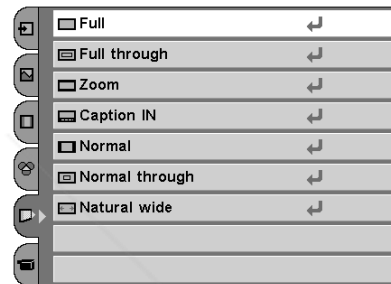 Full
Full through
Zoom
Caption IN
Normal
Normal through
Natural wide